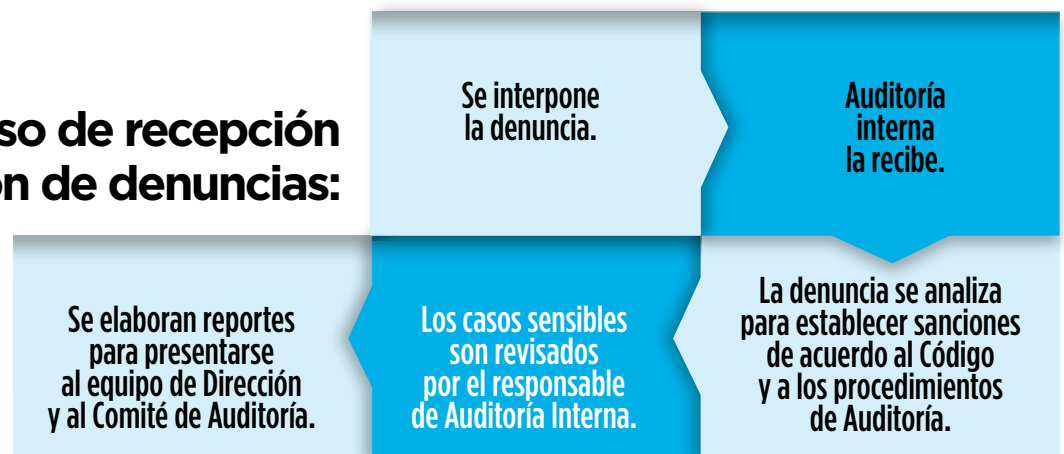 so de recepción
ón de denuncias:
Se interpone
la denuncia.
Auditoría
interna
la recibe.
La denuncia se analiza
para establecer sanciones
de acuerdo al Código
y a los procedimientos
de Auditoría.
Los casos sensibles
son revisados
por el responsable
de Auditoría Interna.
Se elaboran reportes
para presentarse
al equipo de Dirección
y al Comité de Auditoría.